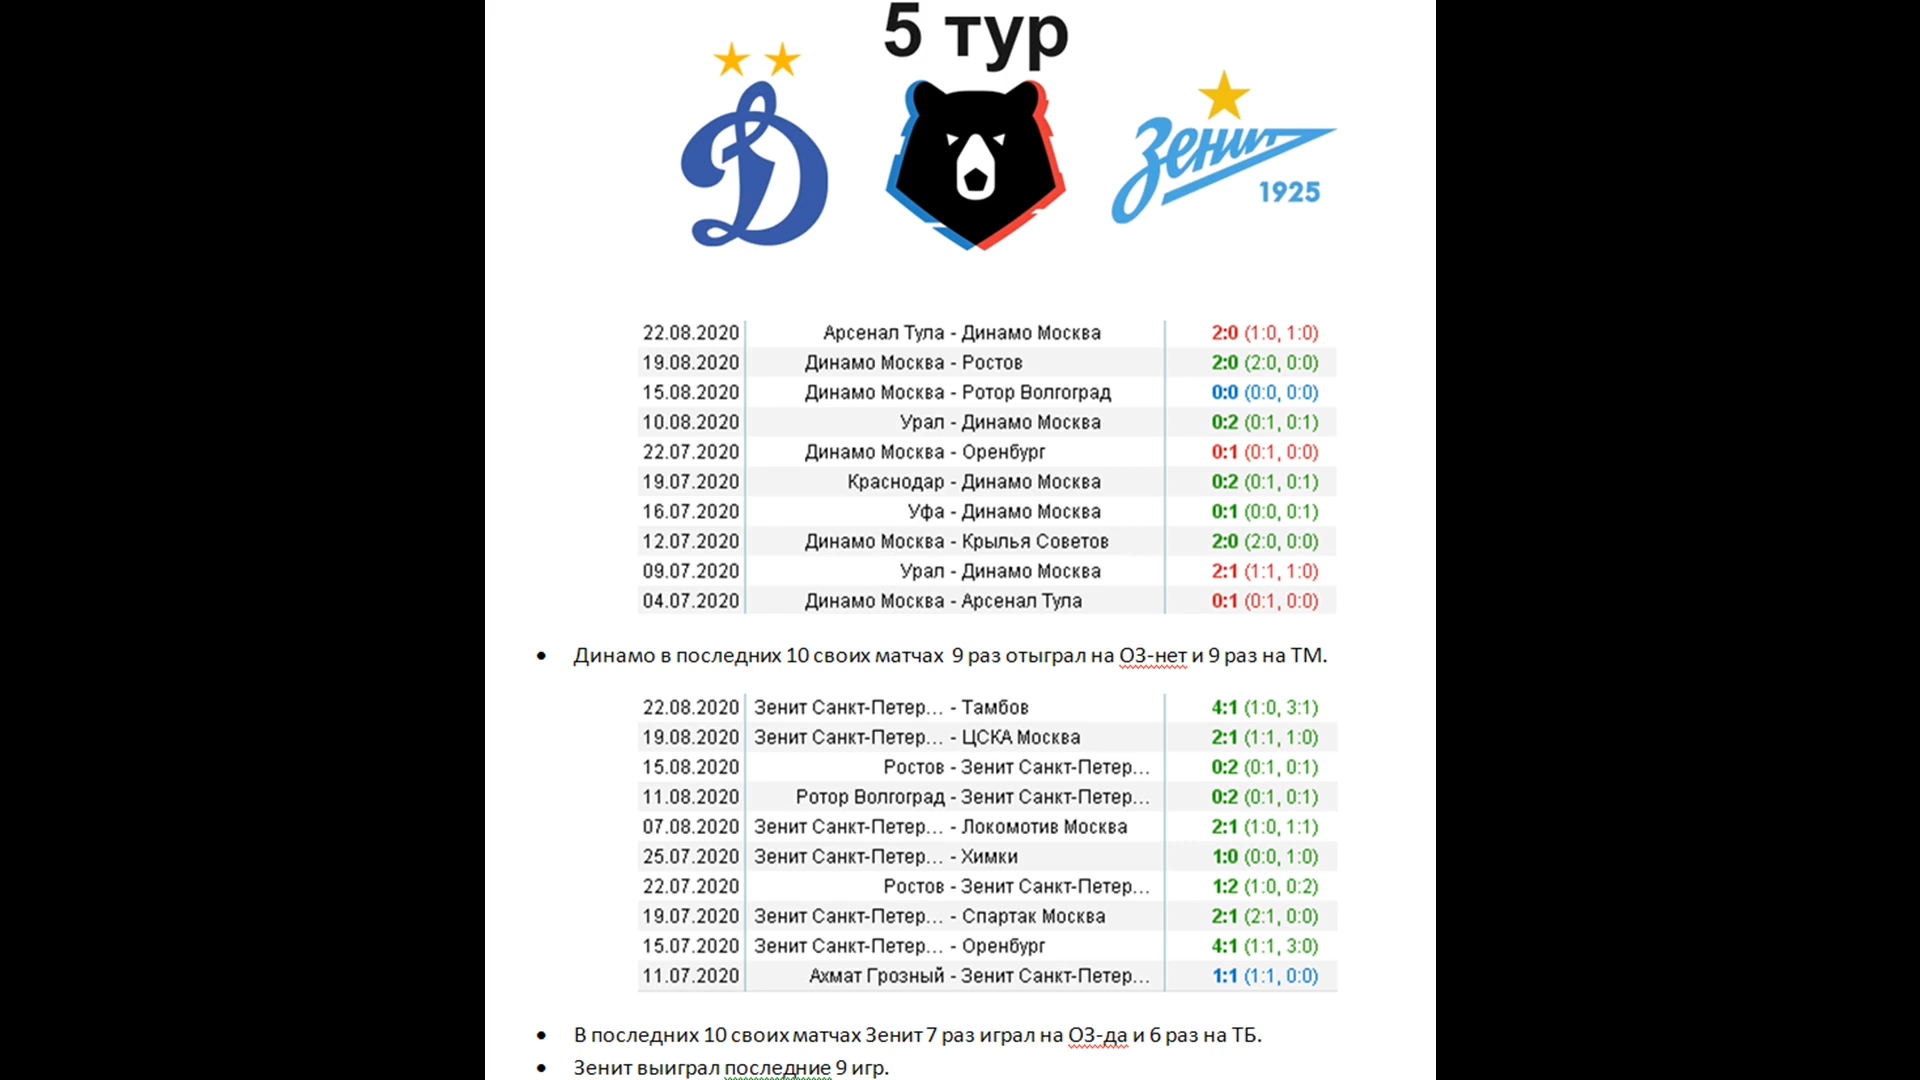 5 тур
Зенит
1925
22.08.2020 Арсенал Тула - Динамо Москва 2:0 (1:0, 1:0)
19.08.2020 Динамо Москва - Ростов 2:0 (2:0, 0:0)
15.08.2020 Динамо Москва - Ротор Волгоград 0:0 (0:0, 0:0)
10.08.2020 Урал - Динамо Москва 0:2 (0:1, 0:1)
22.07.2020 Динамо Москва - Оренбург 0:1 (0:1, 0:0)
19.07.2020 Краснодар - Динамо Москва 0:2 (0:1, 0:1)
16.07.2020 Уфа - Динамо Москва 0:1 (0:0, 0:1)
12.07.2020 Динамо Москва - Крылья Советов 2:0 (2:0, 0:0)
09.07.2020 Урал - Динамо Москва 2:1 (1:1, 1:0)
04.07.2020 Динамо Москва - Арсенал Тула 0:1 (0:1, 0:0)
• Динамо в последних 10 своих матчах 9 раз отыграл на ОЗ-нет и 9 раз на ТМ.
22.08.2020 Зенит Санкт-Петер... - Тамбов 4:1 (1:0, 3:1)
19.08.2020 Зенит Санкт-Петер... - ЦСКА Москва 2:1 (1:1, 1:0)
15.08.2020 Ростов - Зенит Санкт-Петер... 0:2 (0:1, 0:1)
11.08.2020 Ротор Волгоград - Зенит Санкт-Петер... 0:2 (0:1, 0:1)
07.08.2020 Зенит Санкт-Петер... - Локомотив Москва 2:1 (1:0, 1:1)
25.07.2020 Зенит Санкт-Петер... - Химки 1:0 (0:0, 1:0)
22.07.2020 Ростов - Зенит Санкт-Петер... 1:2 (1:0, 0:2)
19.07.2020 Зенит Санкт-Петер... - Спартак Москва 2:1 (2:1, 0:0)
15.07.2020 Зенит Санкт-Петер... - Оренбург 4:1 (1:1, 3:0)
11.07.2020 Ахмат Грозный - Зенит Санкт-Петер... 1:1 (1:1, 0:0)
• В последних 10 своих матчах Зенит 7 раз играл на ОЗ-да и 6 раз на ТБ.
• Зенит выиграл последние 9 игр.